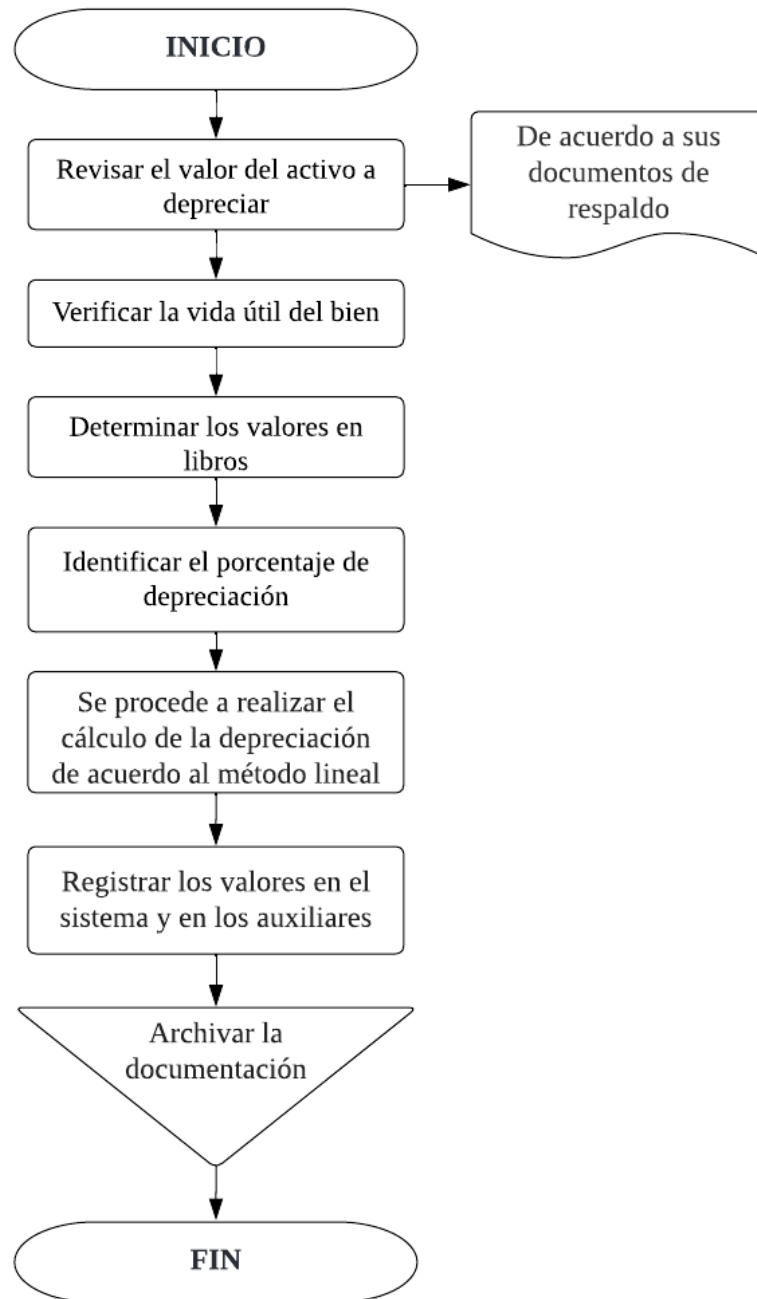 INICIO
Revisar el valor del activo a
depreciar
De acuerdo a sus
documentos de
respaldo
Verificar la vida útil del bien
Determinar los valores en
libros
Identificar el porcentaje de
depreciación
Se procede a realizar el
cálculo de la depreciación
de acuerdo al método lineal
Registrar los valores en el
sistema y en los auxiliares
Archivar la
documentación
FIN